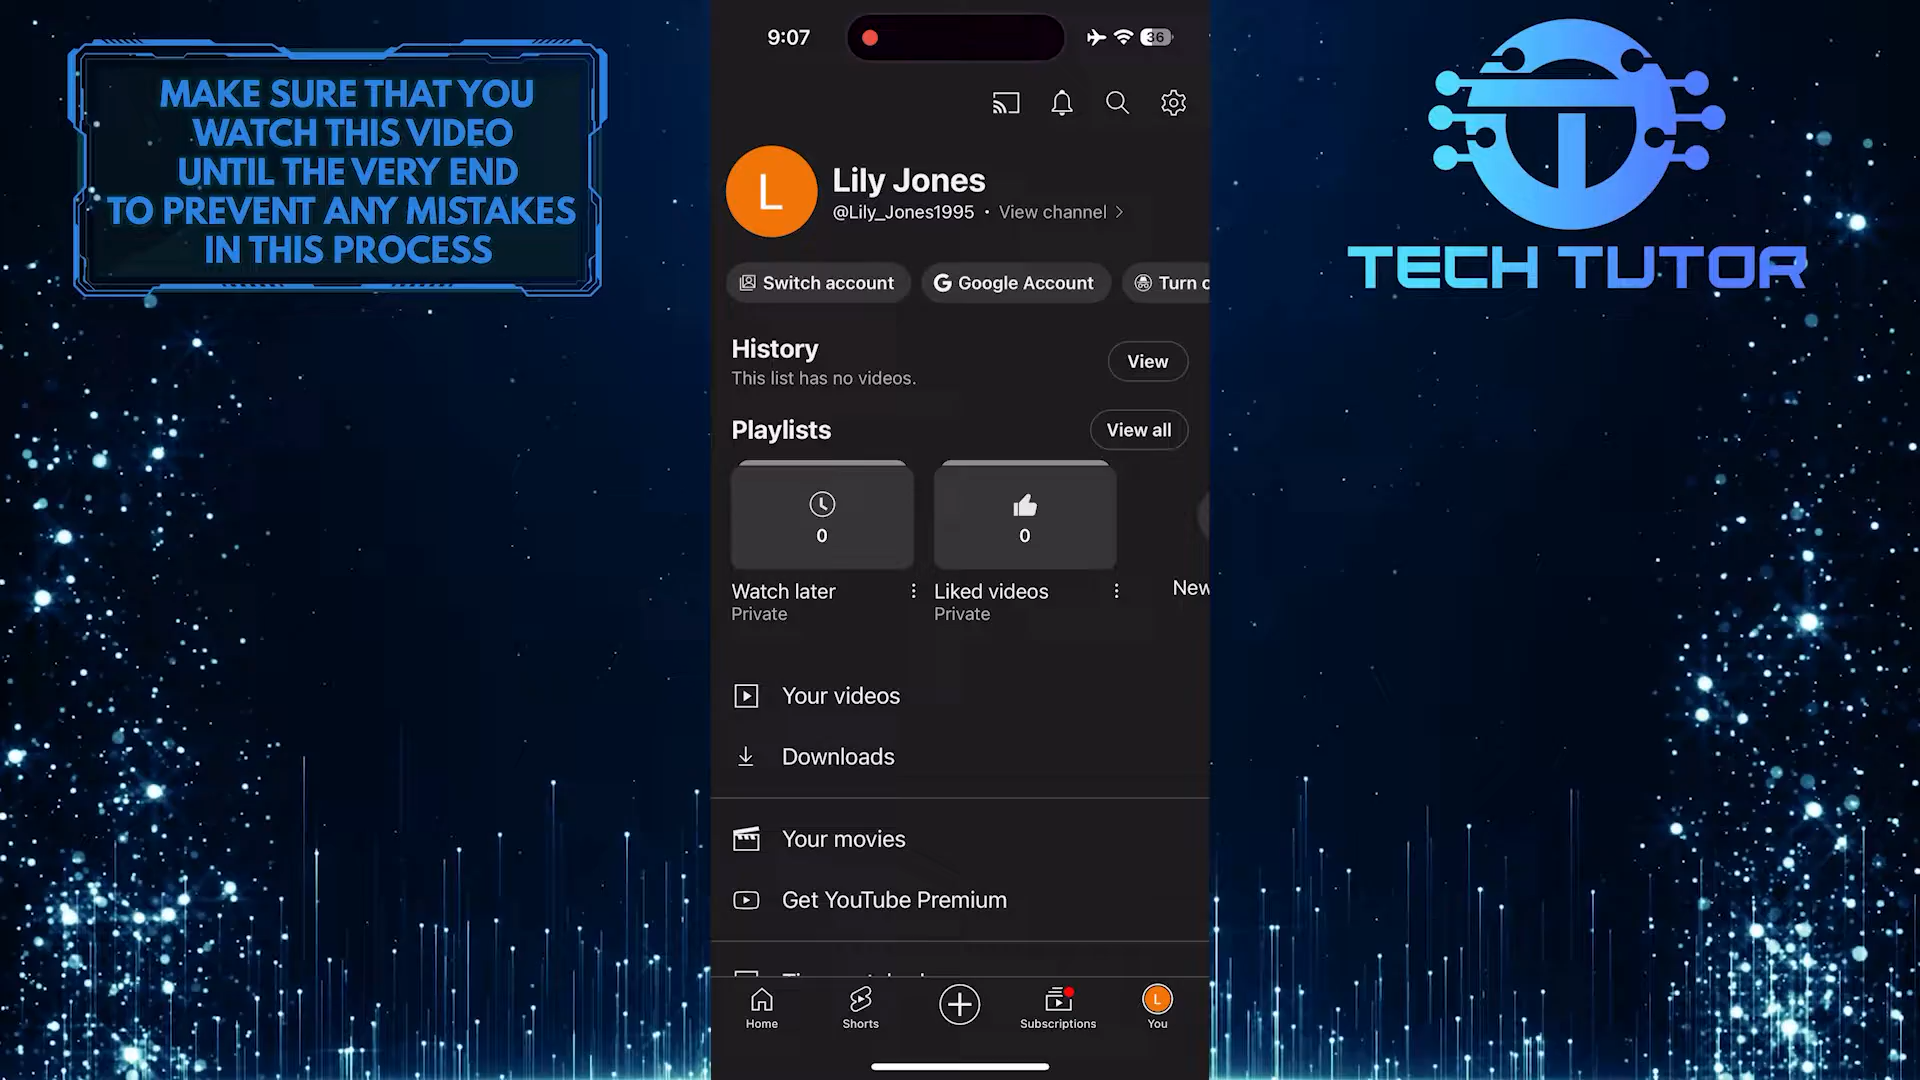 MAKE SURE THAT YOU
WATCH THIS VIDEO
UNTIL THE VERY END
TO PREVENT ANY MISTAKES
IN THIS PROCESS
9:07
36
Lily Jones
@Lily_Jones1995 · View channel
L
Switch account
Google Account
Turn o
History
This list has no videos.
View
Playlists
View all
0
0
Watch later
Private
Liked videos
Private
New
Your videos
Downloads
Your movies
Get YouTube Premium
Home
Shorts
Subscriptions
L
You
TECH TUTOR